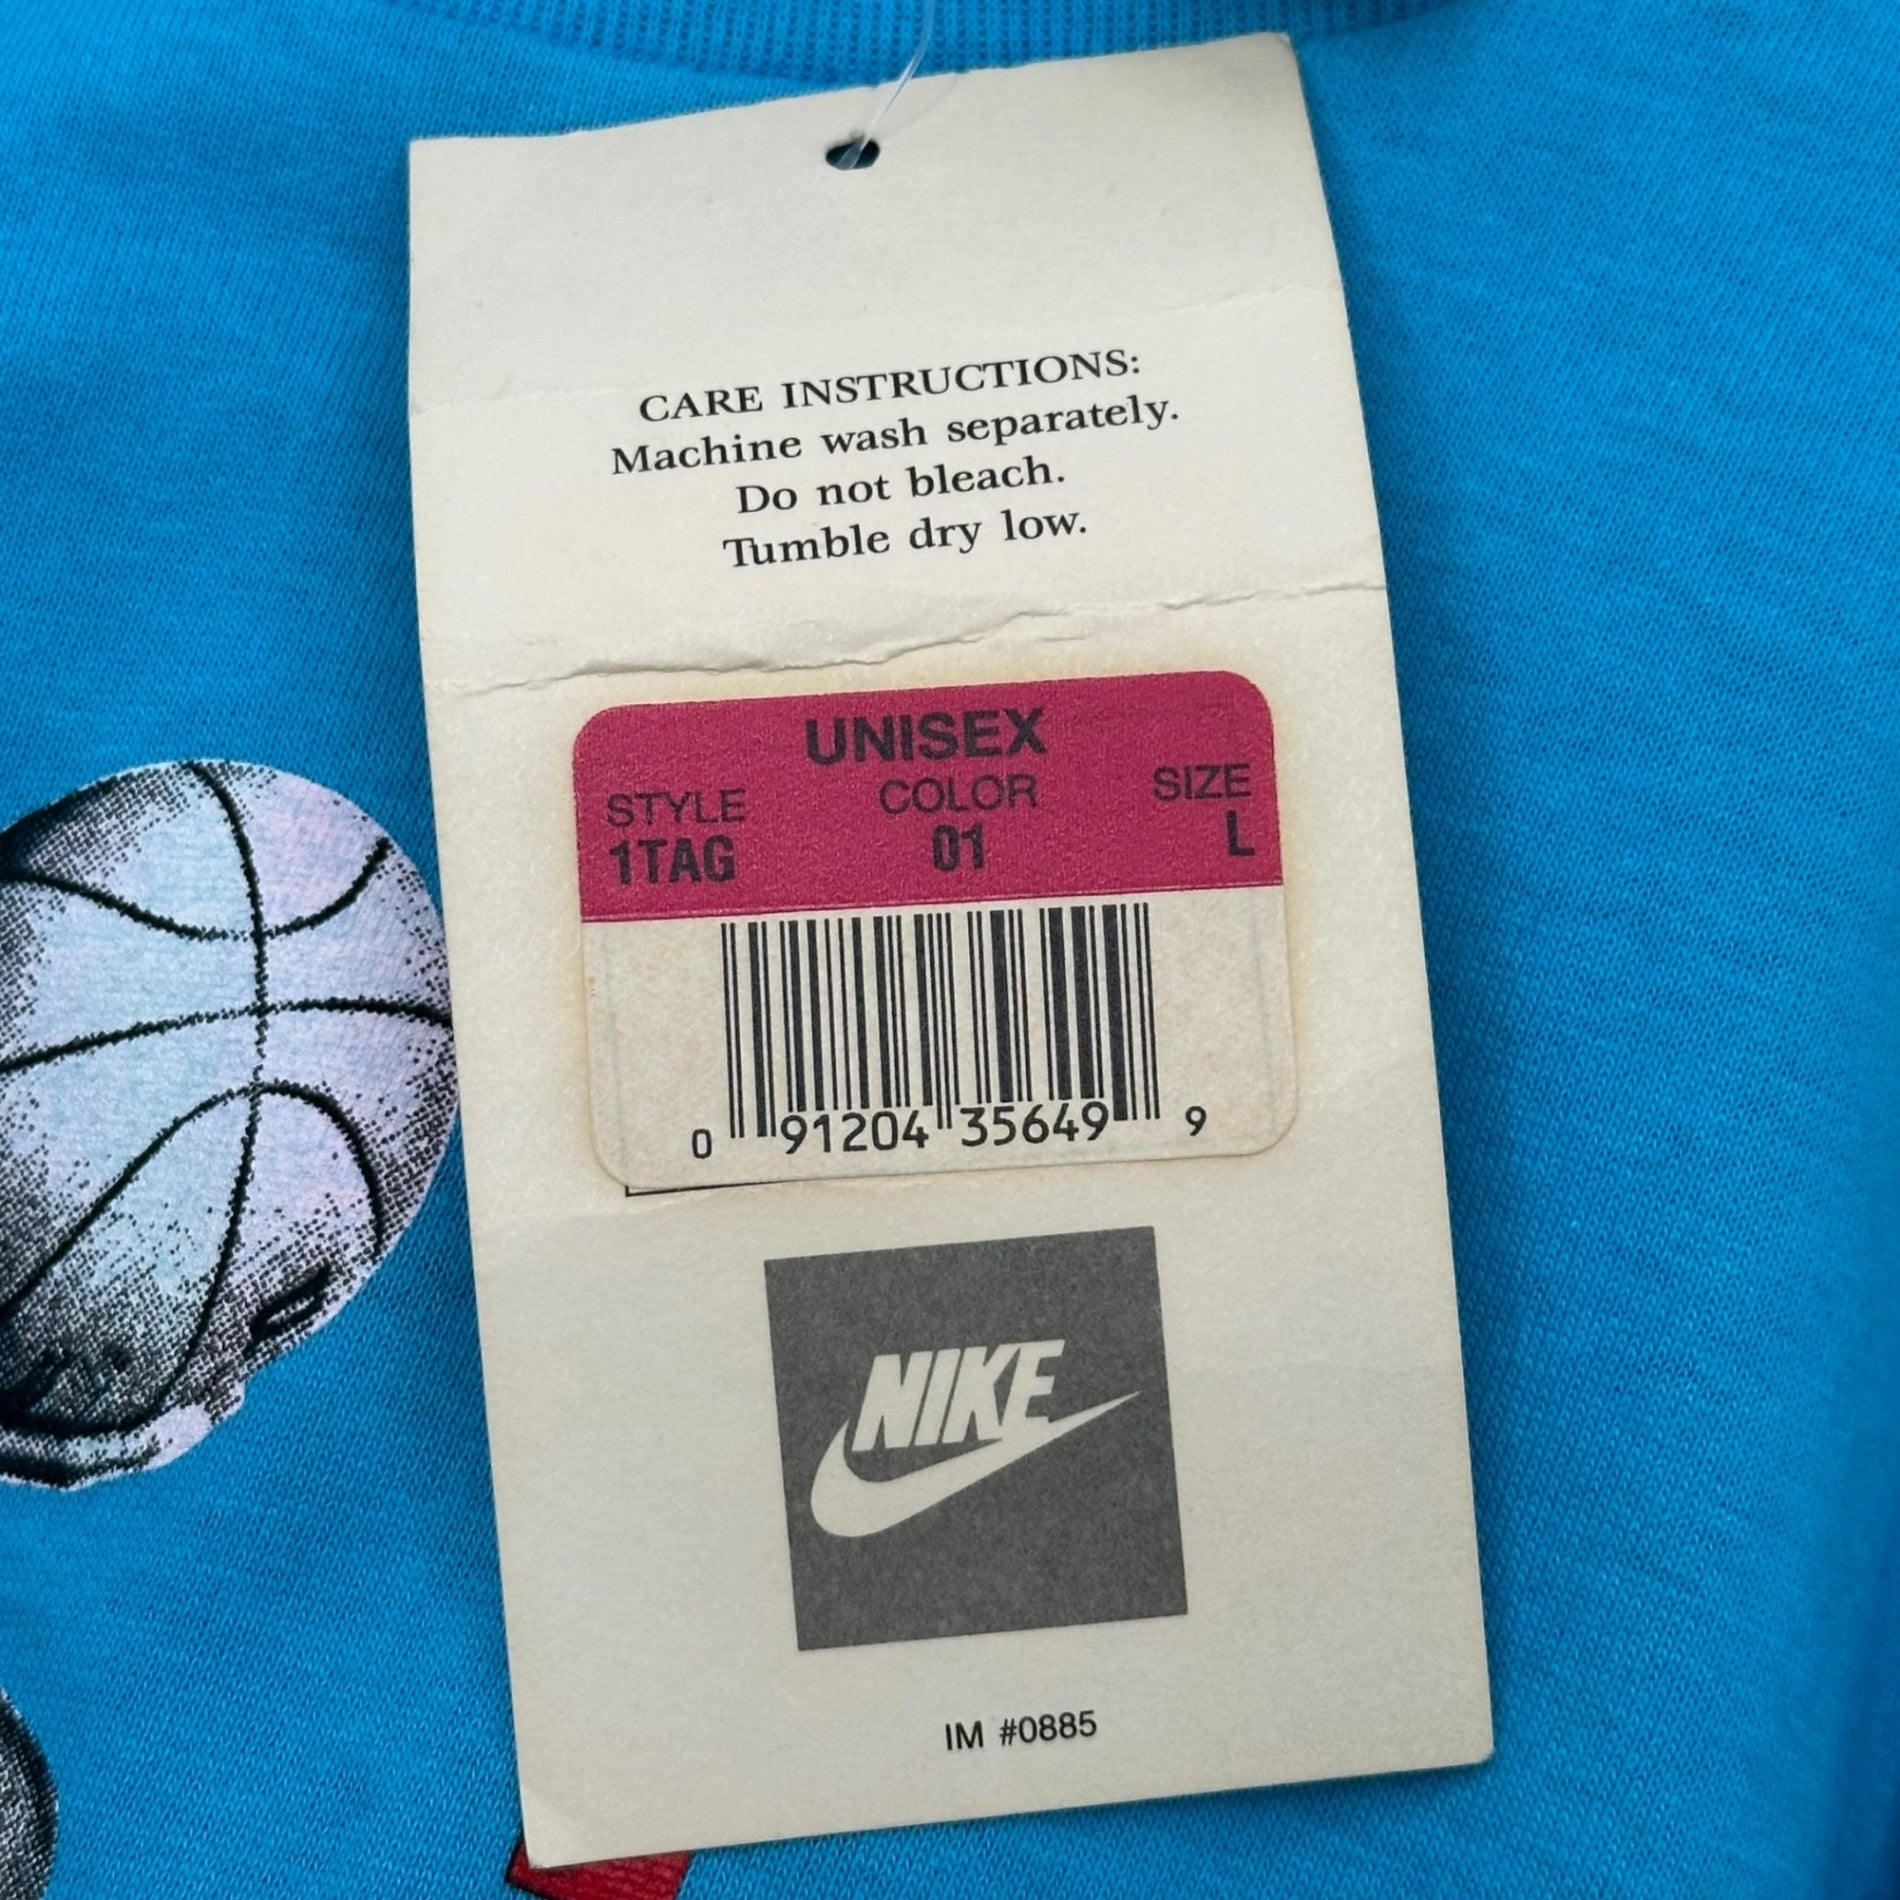 CARE INSTRUCTIONS:
Machine wash separately.
Do not bleach.
Tumble dry low.
UNISEX
STYLE COLOR SIZE
1TAG 01 L
0 91204 35649 9
NIKE
IM #0885